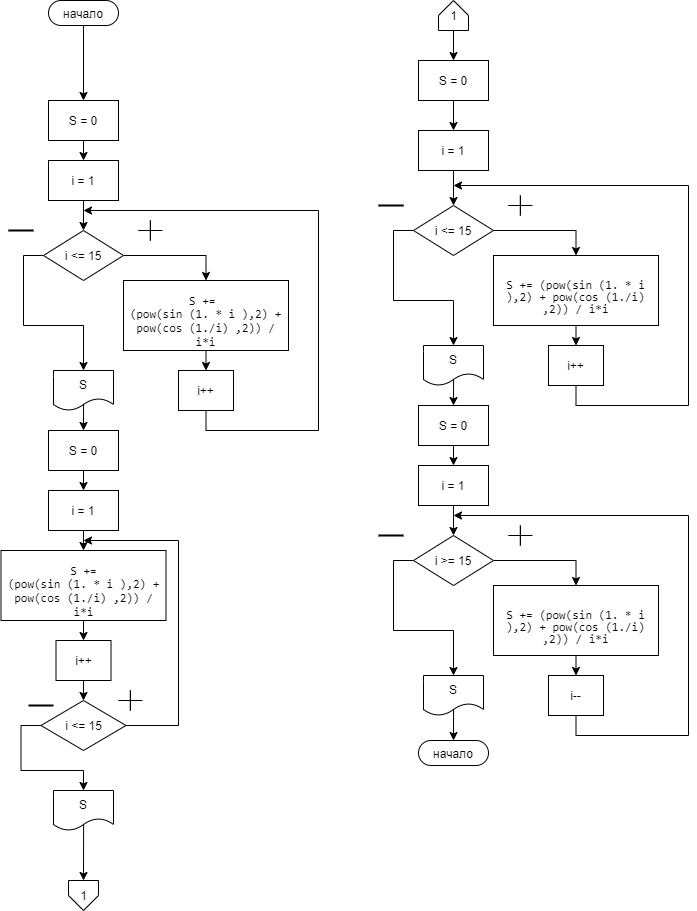 начало
S = 0
i = 1
i <= 15
S +=
(pow(sin (1. * i ),2) +
pow(cos (1./i) ,2)) /
i*i
i++
S
S = 0
i = 1
S +=
(pow(sin (1. * i ),2) +
pow(cos (1./i) ,2)) /
i*i
i++
i <= 15
S
1
1
S = 0
i = 1
i <= 15
S += (pow(sin (1. * i
),2) + pow(cos (1./i)
,2)) / i*i
i++
S
S = 0
i = 1
i >= 15
S += (pow(sin (1. * i
),2) + pow(cos (1./i)
,2)) / i*i
i--
S
начало